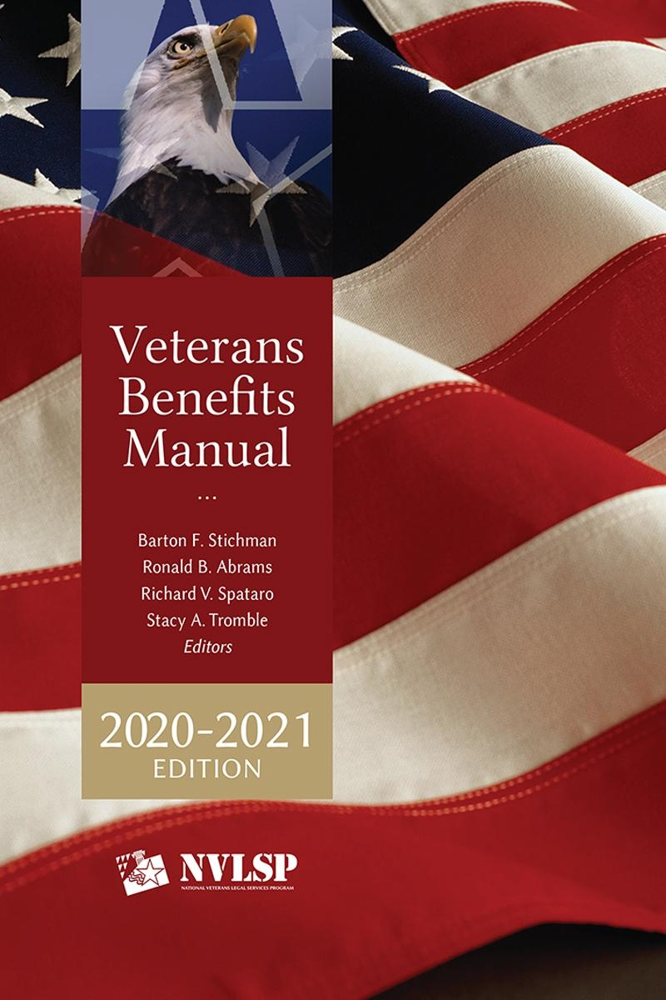 Veterans
Benefits
Manual
...
Barton F. Stichman
Ronald B. Abrams
Richard V. Spataro
Stacy A. Tromble
Editors
2020-2021
EDITION
NVLSP
NATIONAL VETERANS LEGAL SERVICES PROGRAM